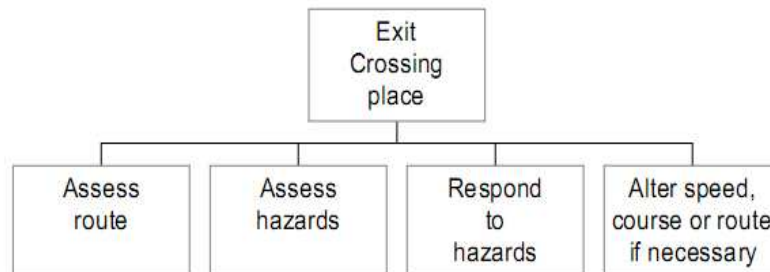 Exit
Crossing
place
Assess
route
Assess
hazards
Respond
to
hazards
Alter speed,
course or route
if necessary